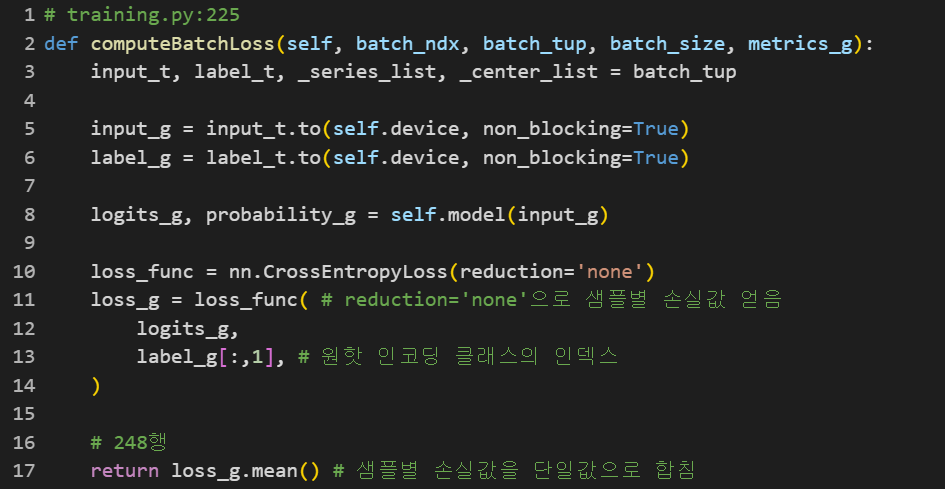 1 # training.py:225
2 def computeBatchLoss(self, batch_ndx, batch_tup, batch_size, metrics_g):
3     input_t, label_t, _series_list, _center_list = batch_tup
4
5     input_g = input_t.to(self.device, non_blocking=True)
6     label_g = label_t.to(self.device, non_blocking=True)
7
8     logits_g, probability_g = self.model(input_g)
9
10     loss_func = nn.CrossEntropyLoss(reduction='none')
11     loss_g = loss_func( # reduction='none'으로 샘플별 손실값 얻음
12         logits_g,
13         label_g[:,1], # 원핫 인코딩 클래스의 인덱스
14     )
15
16     # 248행
17     return loss_g.mean() # 샘플별 손실값을 단일값으로 합침